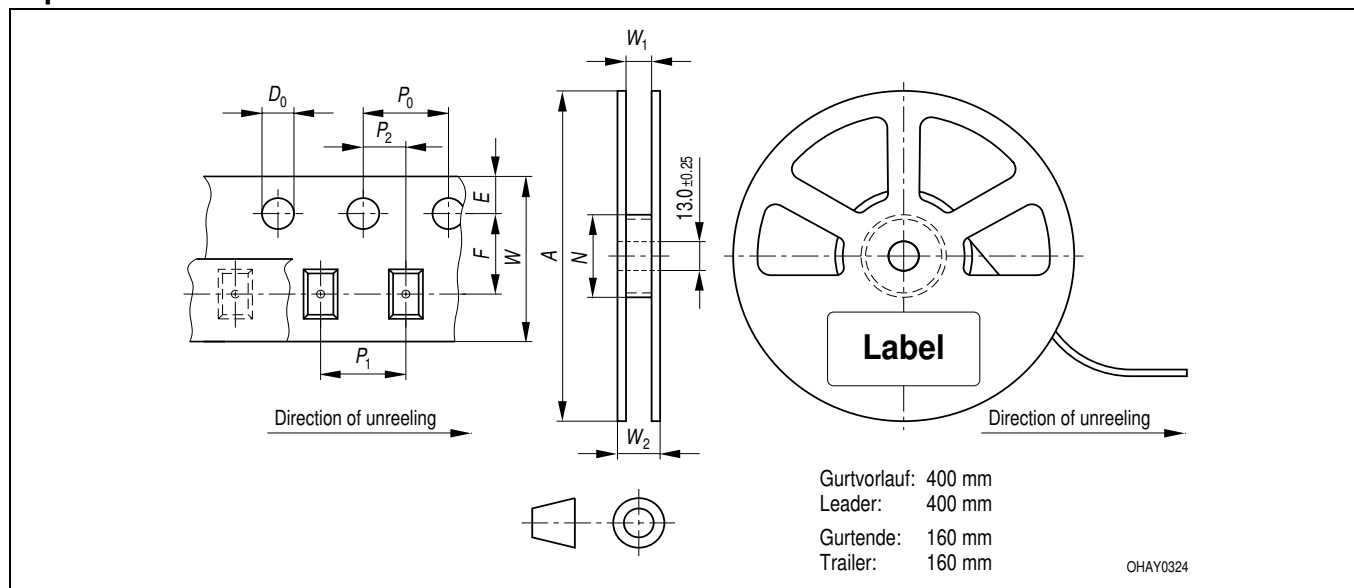 W1
D0
P0
P2
E
F
W
A
N
13.0 ±0.25
P1
Label
Direction of unreeling
W2
Direction of unreeling
Gurtvorlauf: 400 mm
Leader: 400 mm
Gurtende: 160 mm
Trailer: 160 mm
OHAY0324